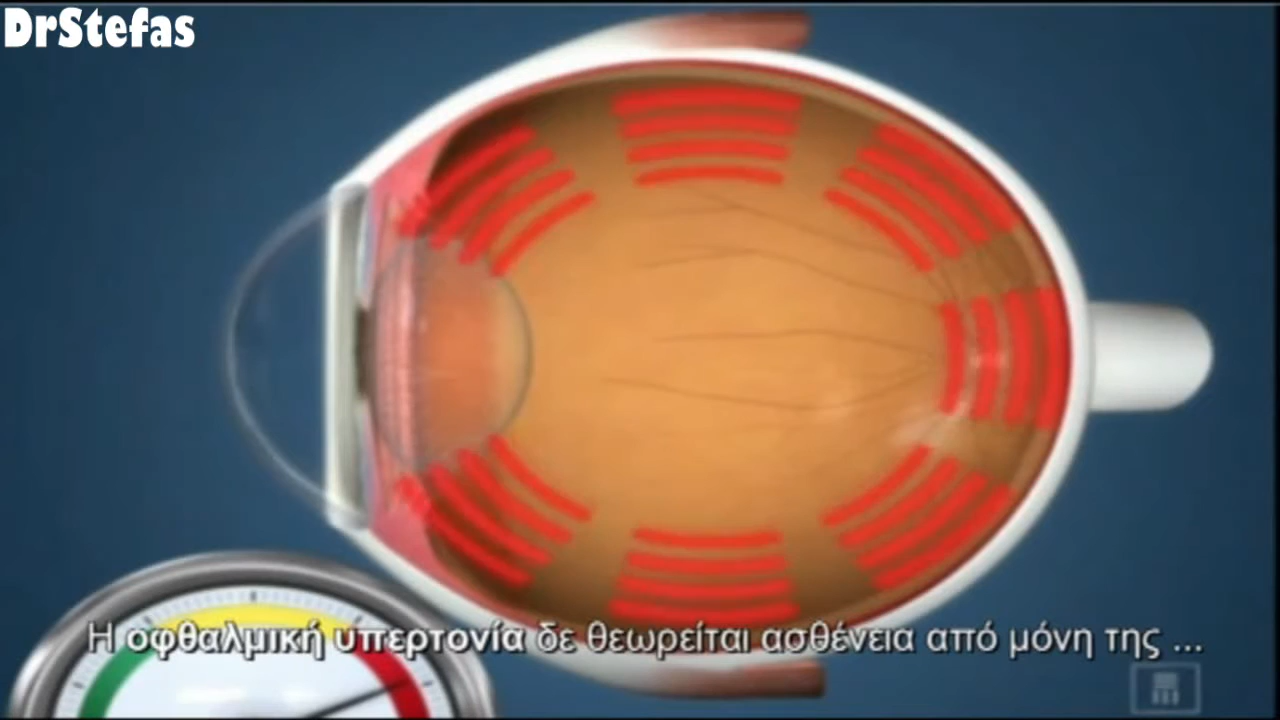 DrStefas
Η οφθαλμική υπερτονία δε θεωρείται ασθένεια από μόνη της ...